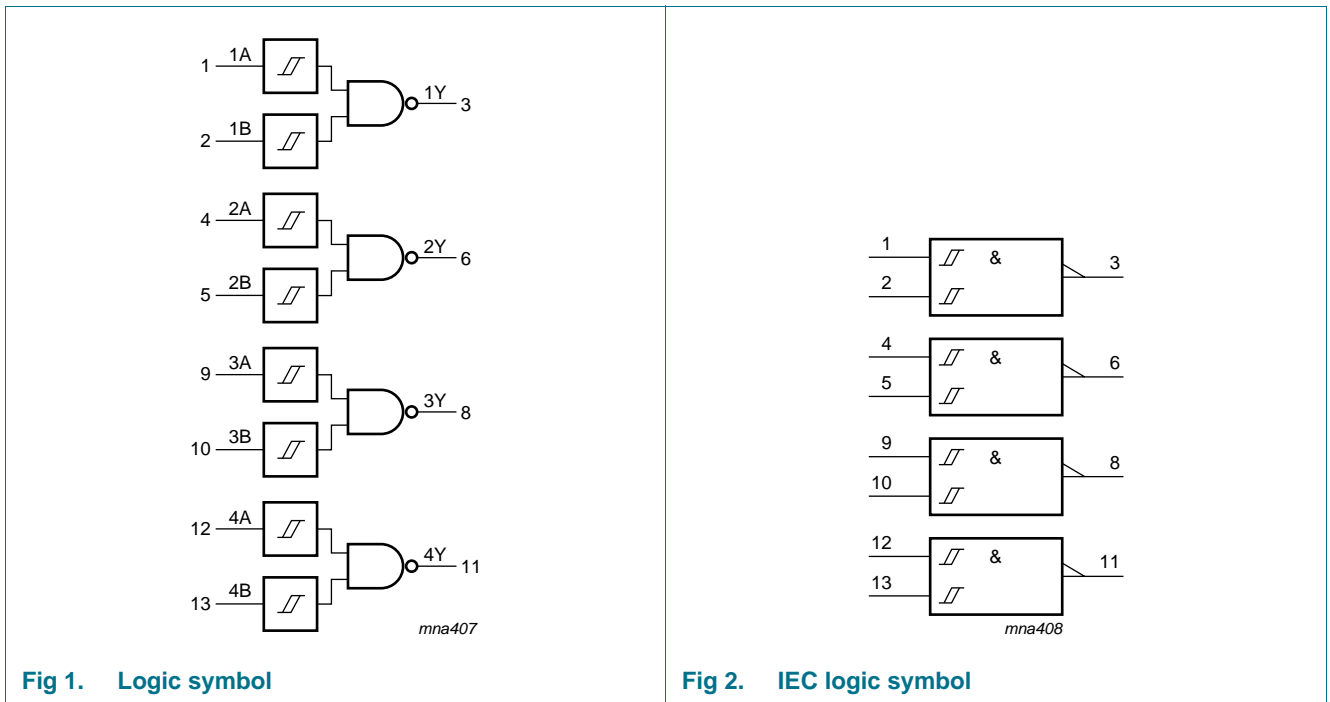 1 1A
1Y 3
2 1B
4 2A
2Y 6
5 2B
9 3A
3Y 8
10 3B
12 4A
4Y 11
13 4B
mna407
Fig 1. Logic symbol
1 &
3
2
4 &
6
5
9 &
8
10
12 &
11
13
mna408
Fig 2. IEC logic symbol